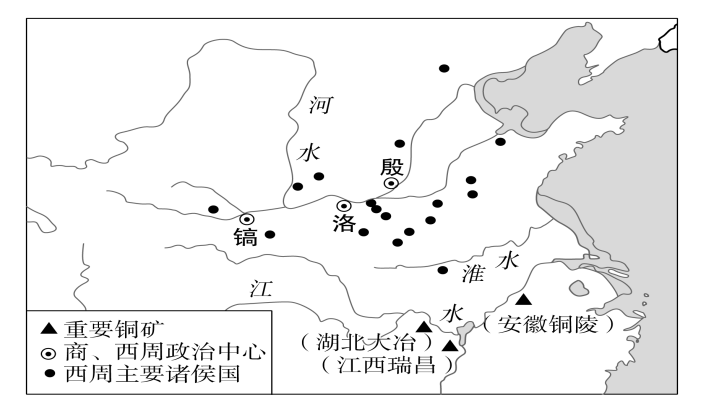 河
水
殷
镐
洛
淮
水
江
水
（安徽铜陵）
（湖北大冶）
（江西瑞昌）
重要铜矿
商、西周政治中心
西周主要诸侯国